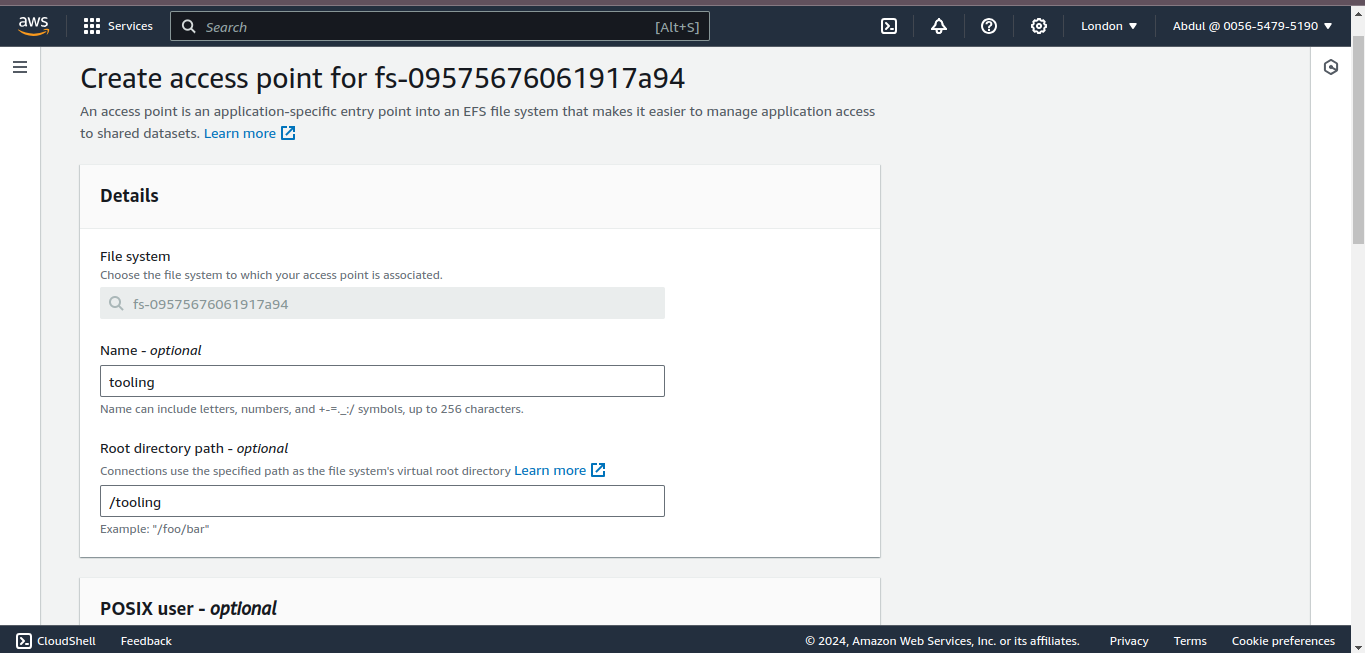 aws Services Search [Alt+S] London Abdul @ 0056-5479-5190
Create access point for fs-09575676061917a94
An access point is an application-specific entry point into an EFS file system that makes it easier to manage application access
to shared datasets. Learn more
Details
File system
Choose the file system to which your access point is associated.
fs-09575676061917a94
Name - optional
tooling
Name can include letters, numbers, and +-=._:/ symbols, up to 256 characters.
Root directory path - optional
Connections use the specified path as the file system's virtual root directory Learn more
/tooling
Example: "/foo/bar"
POSIX user - optional
CloudShell Feedback © 2024, Amazon Web Services, Inc. or its affiliates. Privacy Terms Cookie preferences